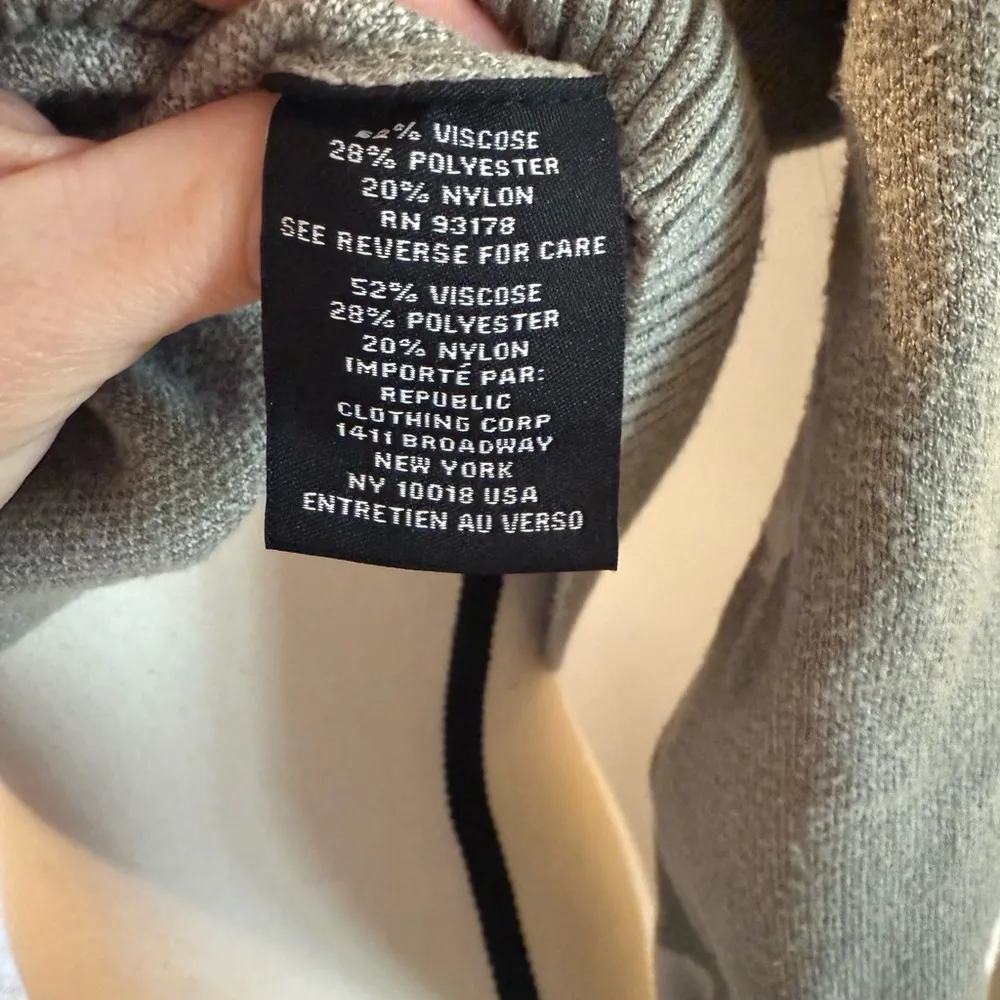 52% VISCOSE
28% POLYESTER
20% NYLON
RN 93178
SEE REVERSE FOR CARE
52% VISCOSE
28% POLYESTER
20% NYLON
IMPORTÉ PAR:
REPUBLIC
CLOTHING CORP
1411 BROADWAY
NEW YORK
NY 10018 USA
ENTRETIEN AU VERSO